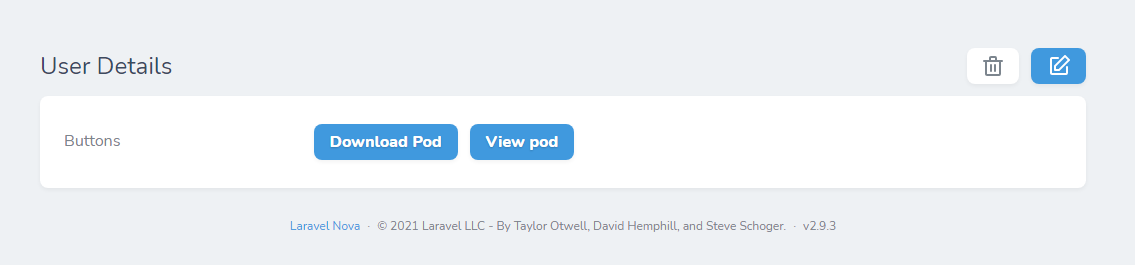 User Details
Buttons
Download Pod
View pod
Laravel Nova · © 2021 Laravel LLC - By Taylor Otwell, David Hemphill, and Steve Schoger. · v2.9.3